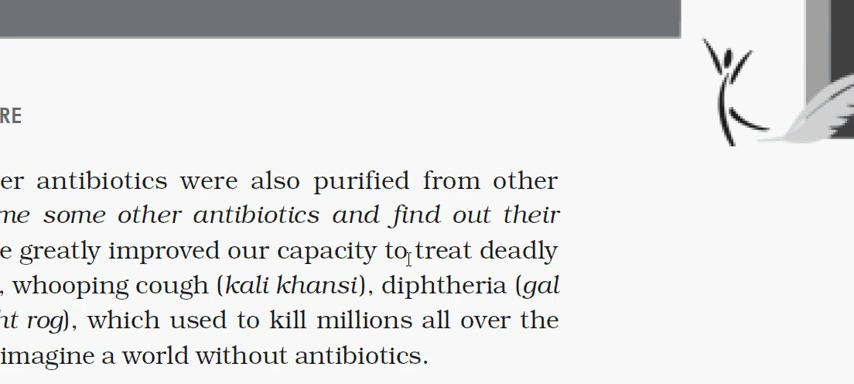 RE
er antibiotics were also purified from other
me some other antibiotics and find out their
e greatly improved our capacity to treat deadly
, whooping cough (kali khansi), diphtheria (gal
ht rog), which used to kill millions all over the
imagine a world without antibiotics.